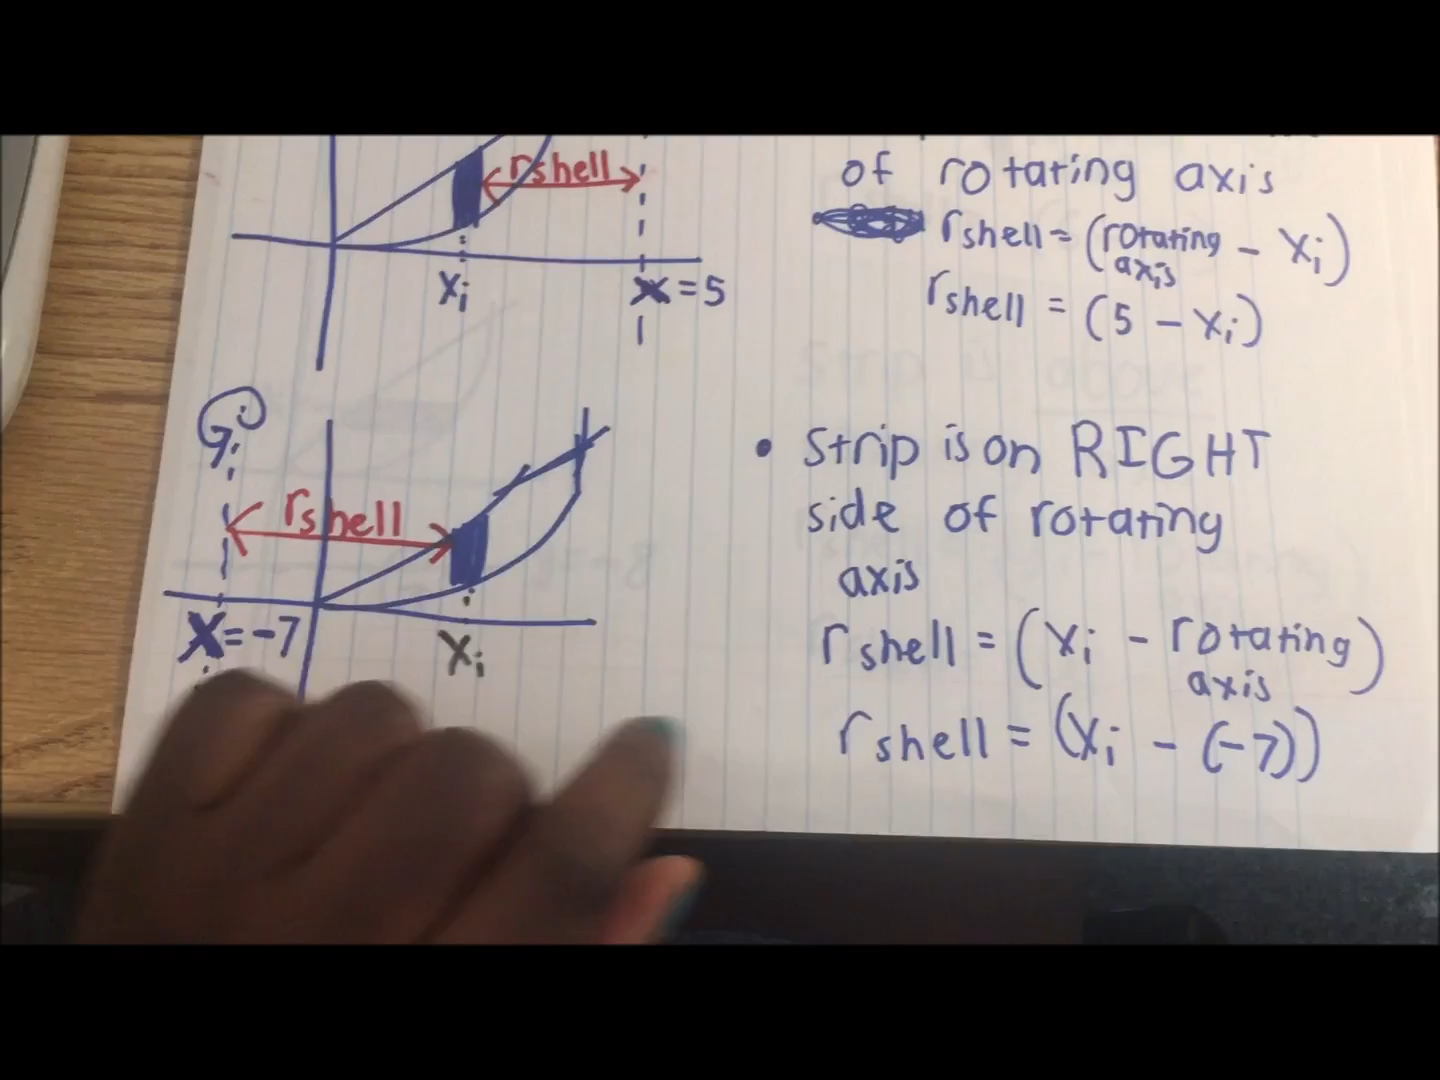 rshell
xi
x = 5
of rotating axis
rshell = (rotating axis - xi)
rshell = (5 - xi)
rshell
x = -7
xi
• Strip is on RIGHT
side of rotating
axis
rshell = (xi - rotating axis)
rshell = (xi - (-7))